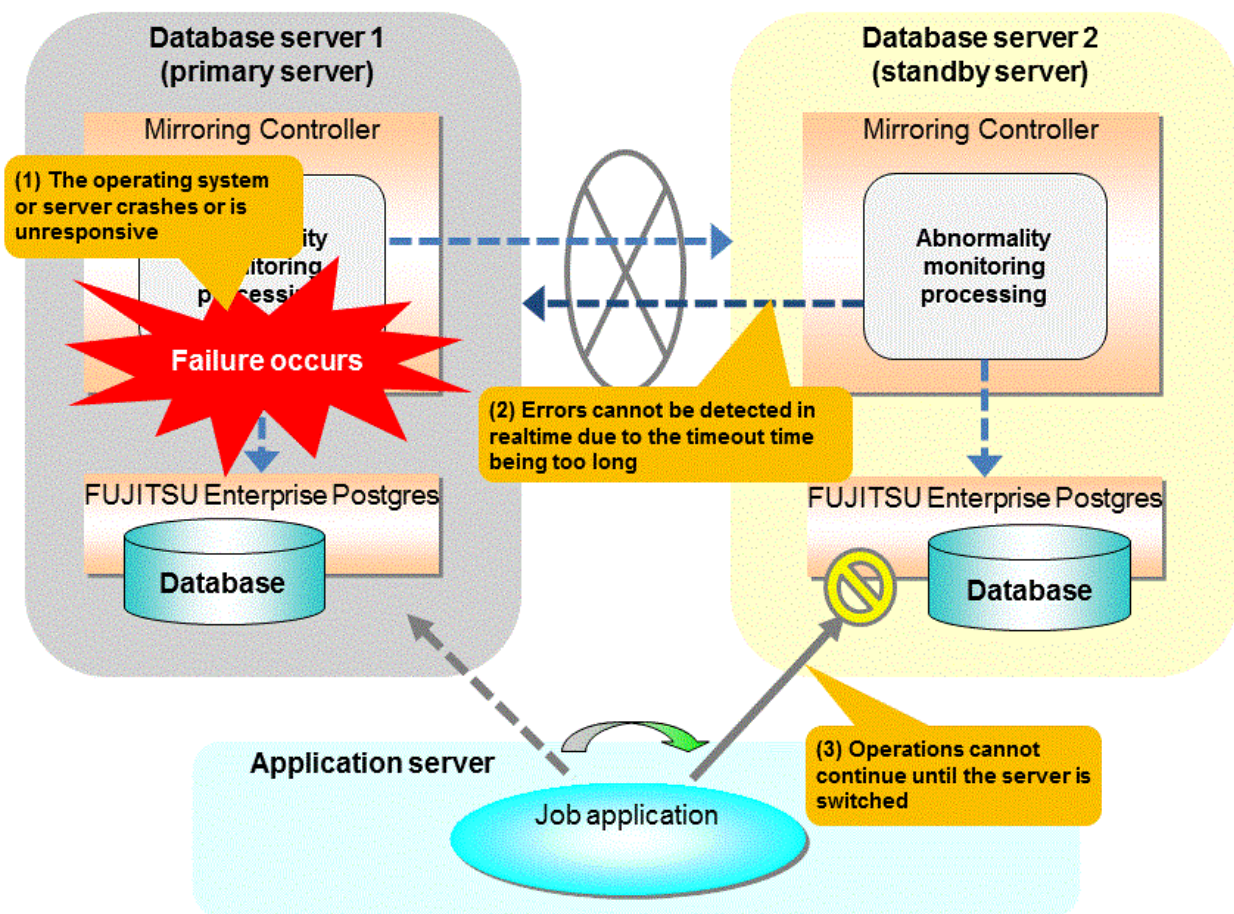 Database server 1
(primary server)
Mirroring Controller
(1) The operating system
or server crashes or is
unresponsive
Failure occurs
FUJITSU Enterprise Postgres
Database
Database server 2
(standby server)
Mirroring Controller
Abnormality
monitoring
processing
(2) Errors cannot be detected in
realtime due to the timeout time
being too long
FUJITSU Enterprise Postgres
Database
(3) Operations cannot
continue until the server is
switched
Application server
Job application